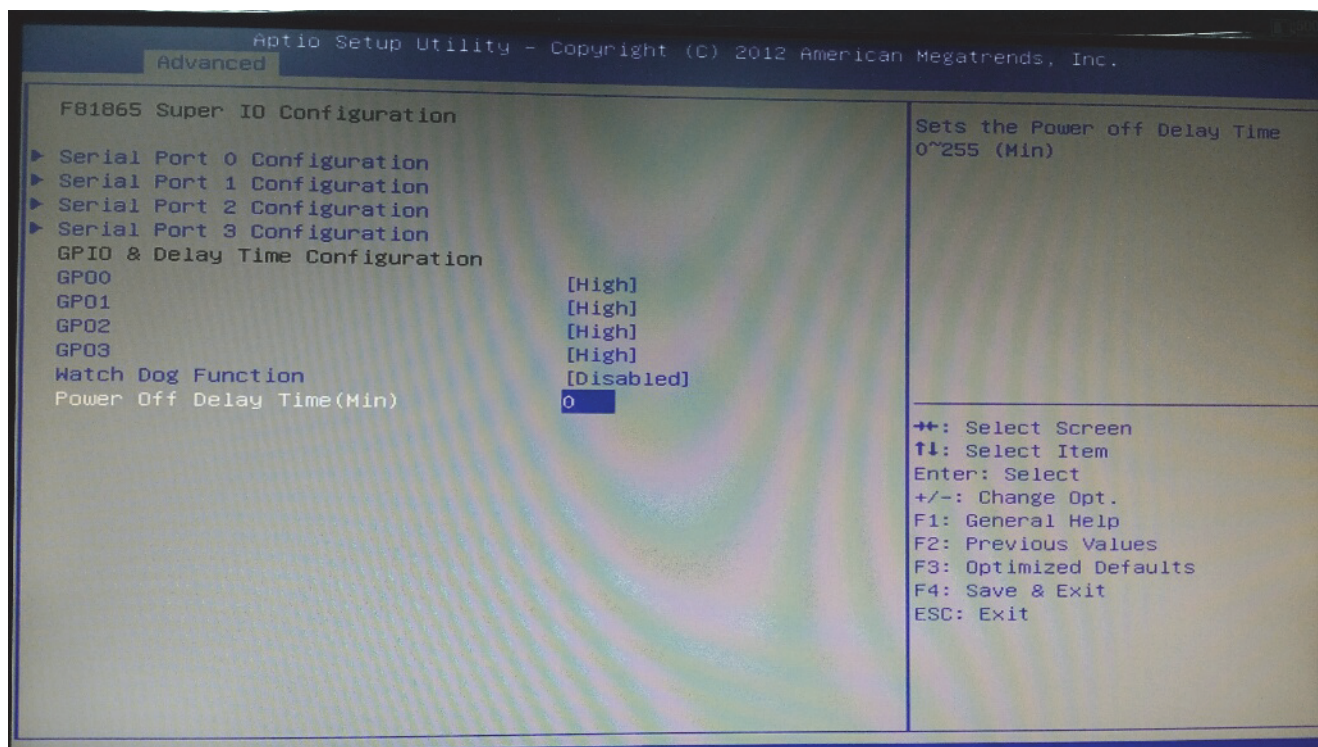 Aptio Setup Utility - Copyright (C) 2012 American Megatrends, Inc.
Advanced
F81865 Super IO Configuration
Serial Port 0 Configuration
Serial Port 1 Configuration
Serial Port 2 Configuration
Serial Port 3 Configuration
GPIO & Delay Time Configuration
GPO0 [High]
GPO1 [High]
GPO2 [High]
GPO3 [High]
Watch Dog Function [Disabled]
Power Off Delay Time(Min) 0
Sets the Power off Delay Time
0~255 (Min)
→←: Select Screen
↑↓: Select Item
Enter: Select
+/-: Change Opt.
F1: General Help
F2: Previous Values
F3: Optimized Defaults
F4: Save & Exit
ESC: Exit